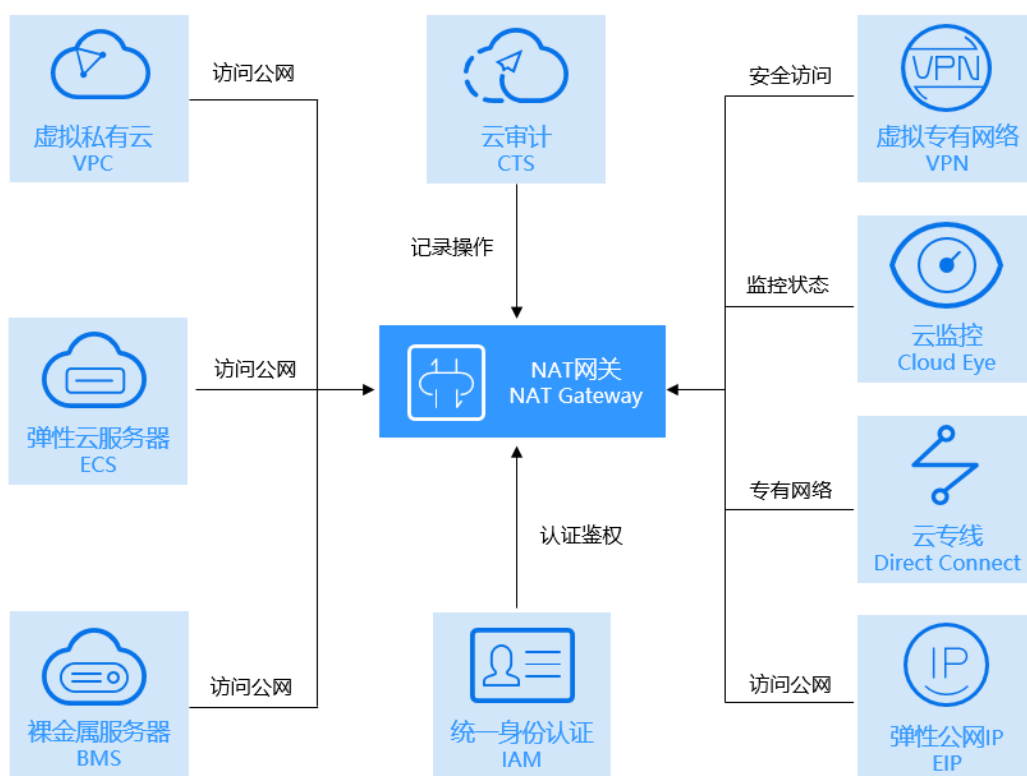 访问公网
虚拟私有云
VPC
云审计
CTS
安全访问
VPN
虚拟专有网络
VPN
记录操作
监控状态
云监控
Cloud Eye
访问公网
弹性云服务器
ECS
NAT网关
NAT Gateway
专有网络
云专线
Direct Connect
认证鉴权
访问公网
裸金属服务器
BMS
统一身份认证
IAM
访问公网
IP
弹性公网IP
EIP